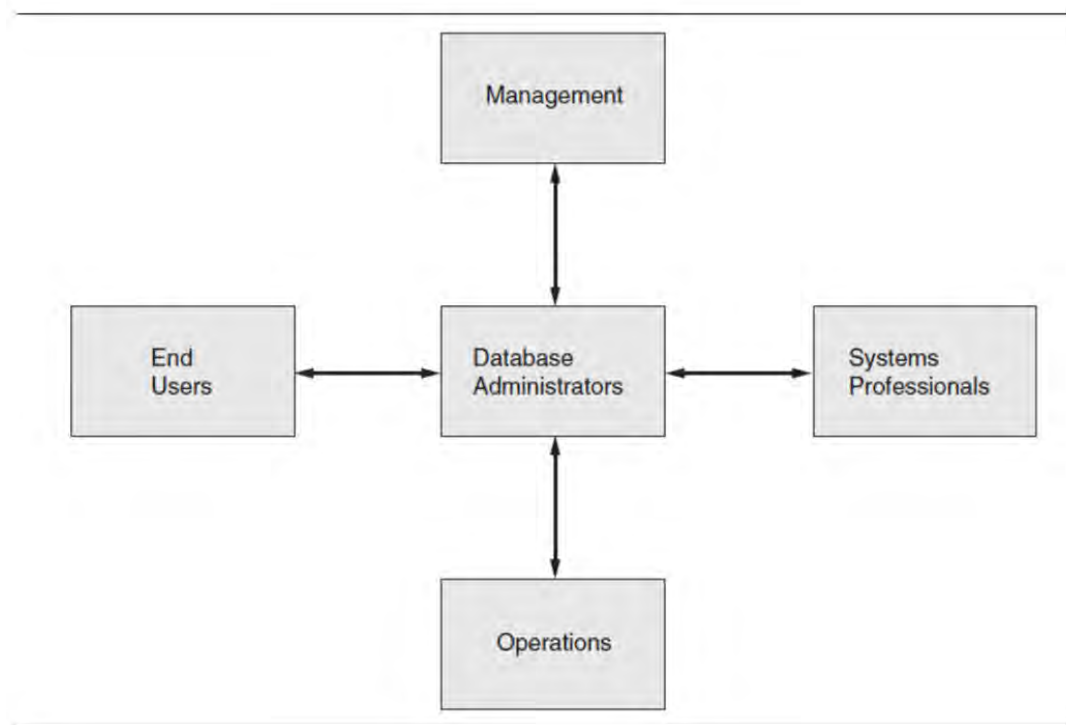 Management
End
Users
Database
Administrators
Systems
Professionals
Operations